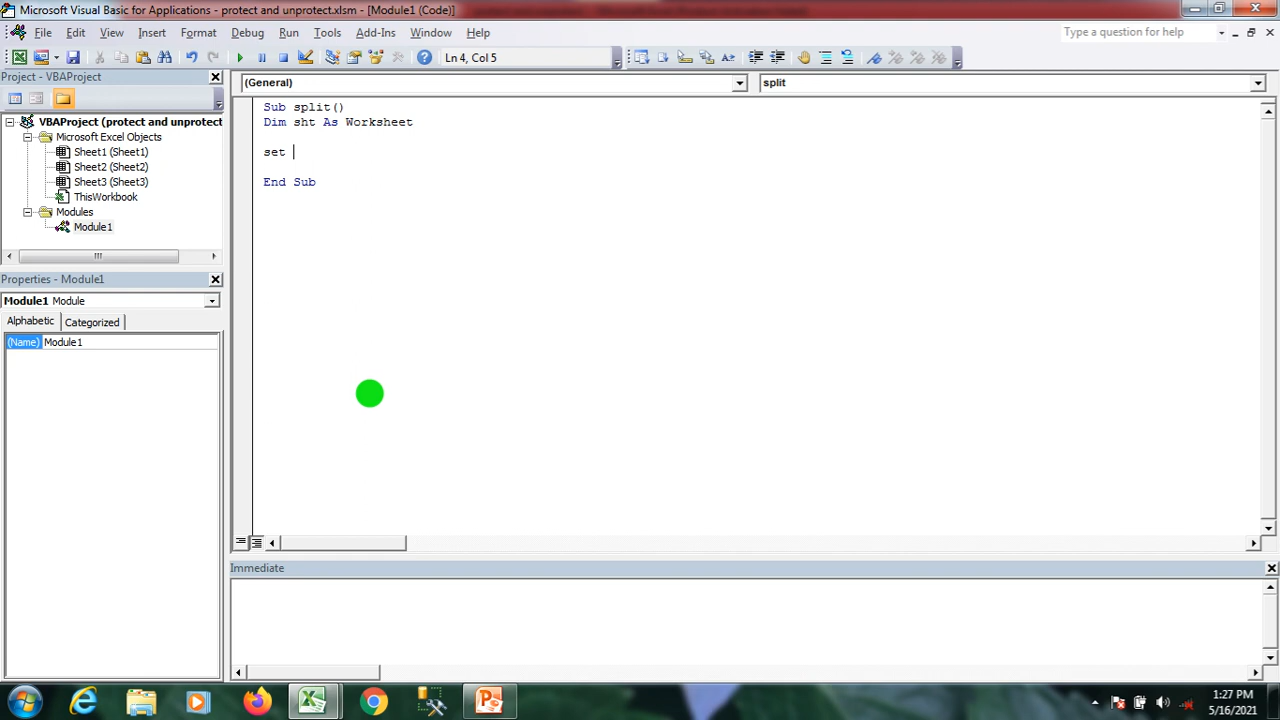 Microsoft Visual Basic for Applications - protect and unprotect.xlsm - [Module1 (Code)]
File Edit View Insert Format Debug Run Tools Add-Ins Window Help
Type a question for help
Ln 4, Col 5
Project - VBAProject
(General)
split
VBAProject (protect and unprotect
Microsoft Excel Objects
Sheet1 (Sheet1)
Sheet2 (Sheet2)
Sheet3 (Sheet3)
ThisWorkbook
Modules
Module1
Sub split()
Dim sht As Worksheet
set
End Sub
Properties - Module1
Module1 Module
Alphabetic Categorized
(Name) Module1
Immediate
1:27 PM
5/16/2021